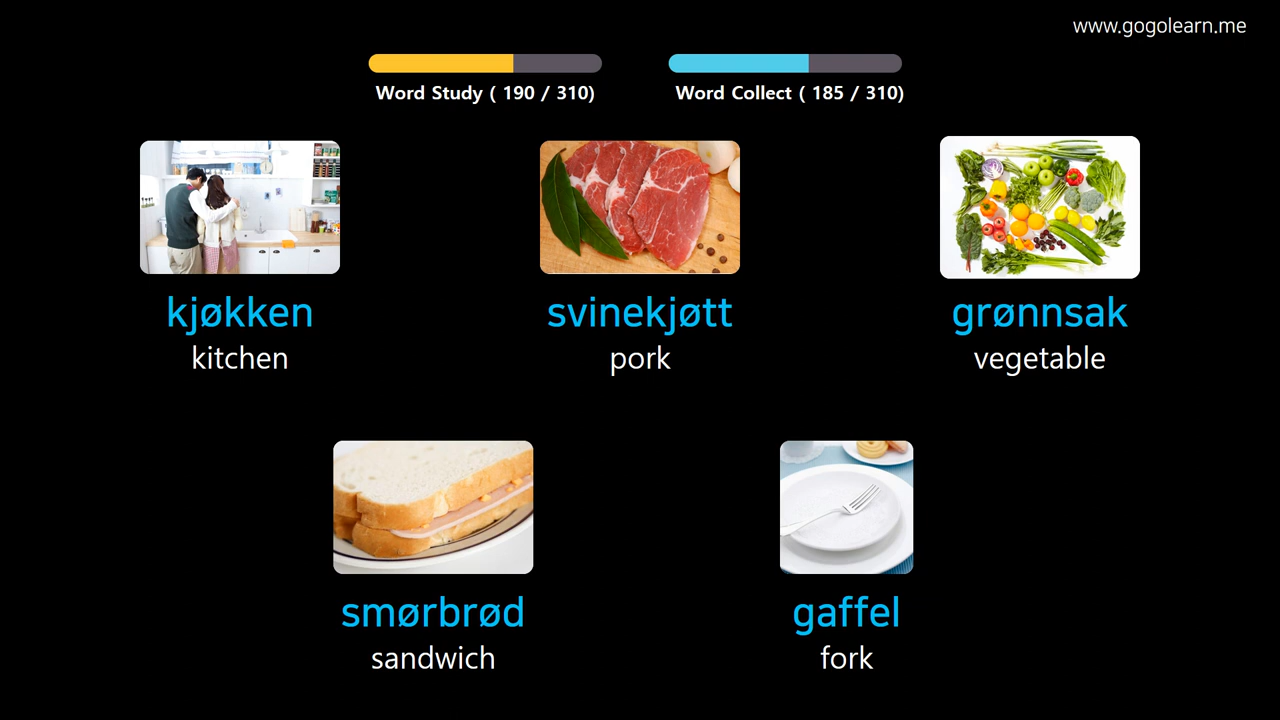 www.gogolearn.me
Word Study ( 190 / 310)
Word Collect ( 185 / 310)
kjøkken
kitchen
svinekjøtt
pork
grønnsak
vegetable
smørbrød
sandwich
gaffel
fork